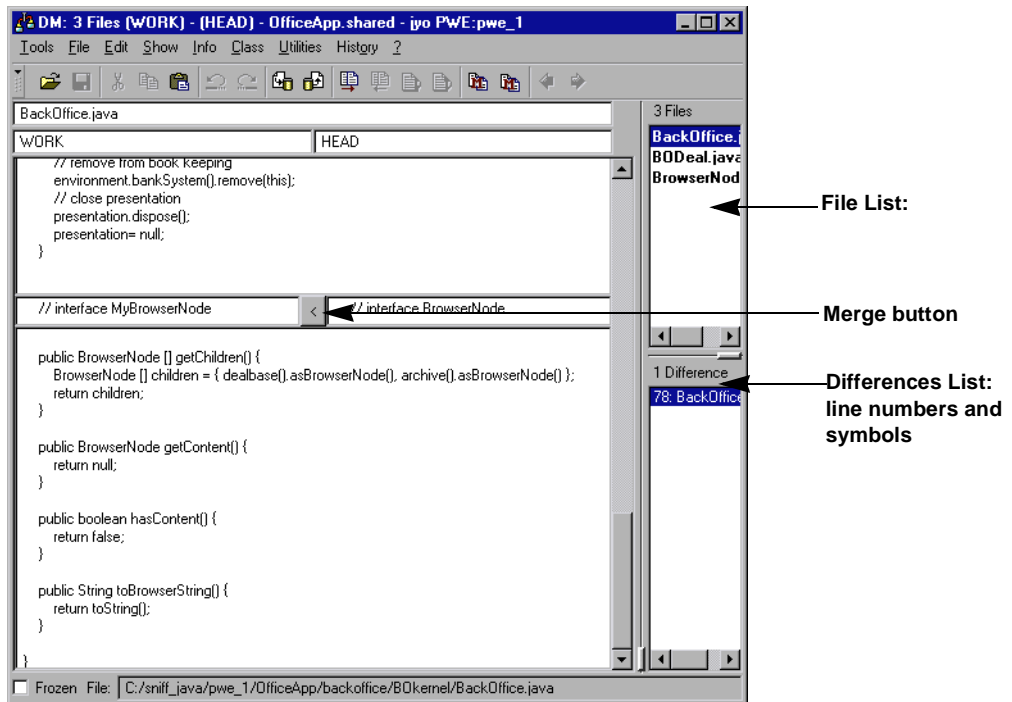 DM: 3 Files (WORK) - (HEAD) - OfficeApp.shared - jyo PWE:pwe_1
Tools File Edit Show Info Class Utilities History ?
BackOffice.java
WORK HEAD
// remove from book keeping
environment.bankSystem().remove(this);
// close presentation
presentation.dispose();
presentation= null;
}
// interface MyBrowserNode < // interface BrowserNode
public BrowserNode [] getChildren() {
BrowserNode [] children = { dealbase().asBrowserNode(), archive().asBrowserNode() };
return children;
}
public BrowserNode getContent() {
return null;
}
public boolean hasContent() {
return false;
}
public String toBrowserString() {
return toString();
}
}
3 Files
BackOffice.j
BODeal.java
BrowserNod
1 Difference
78: BackOffice
File List:
Merge button
Differences List:
line numbers and
symbols
Frozen File: C:/sniff_java/pwe_1/OfficeApp/backoffice/BOkernel/BackOffice.java